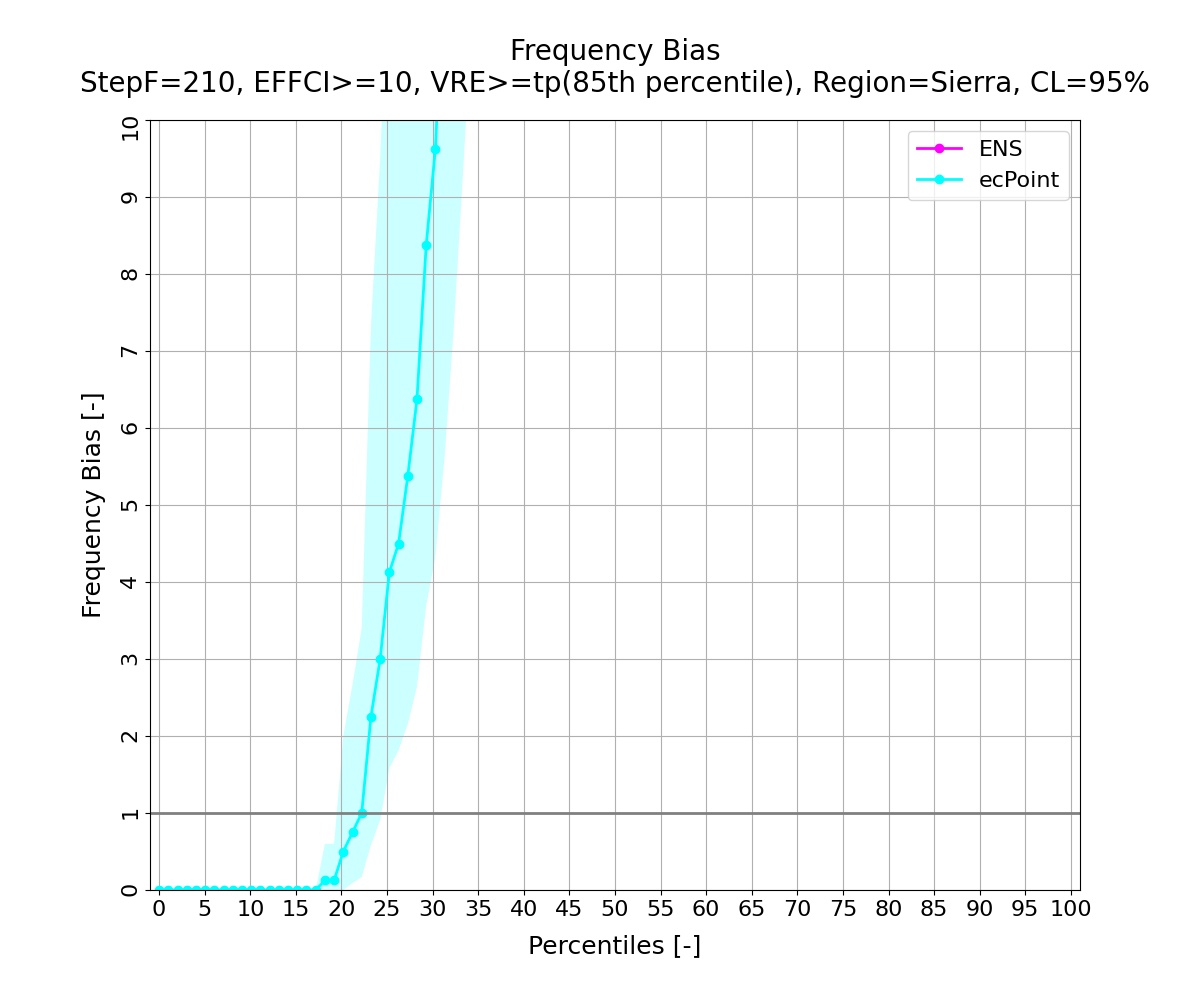 Frequency Bias
StepF=210, EFFCI>=10, VRE>=tp(85th percentile), Region=Sierra, CL=95%
10
9
8
7
6
5
4
3
2
1
0
Frequency Bias [-]
ENS
ecPoint
0 5 10 15 20 25 30 35 40 45 50 55 60 65 70 75 80 85 90 95 100
Percentiles [-]